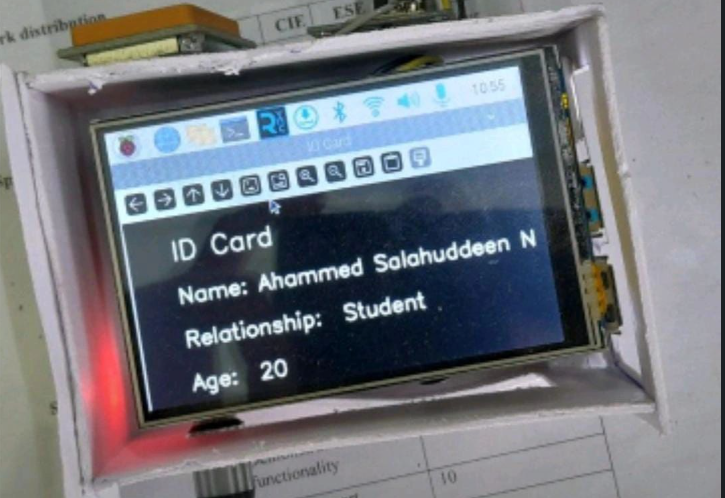 rk distribution
CIE
ESE
10:55
ID Card
ID Card
Name: Ahammed Salahuddeen N
Relationship: Student
Age: 20
functionality
10